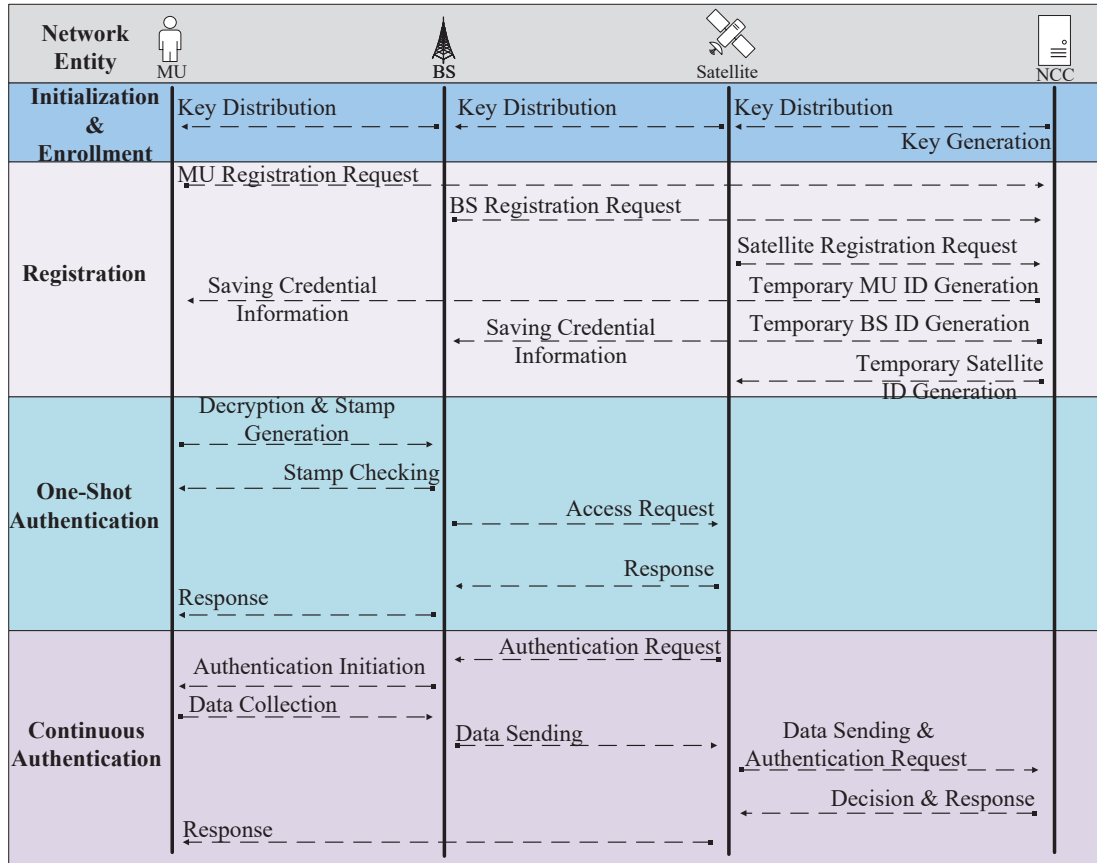 Network
Entity
MU
BS
Satellite
NCC
Initialization
&
Enrollment
Key Distribution
Key Distribution
Key Distribution
Key Generation
Registration
MU Registration Request
BS Registration Request
Satellite Registration Request
Saving Credential
Information
Temporary MU ID Generation
Saving Credential
Information
Temporary BS ID Generation
Temporary Satellite
ID Generation
One-Shot
Authentication
Decryption & Stamp
Generation
Stamp Checking
Access Request
Response
Response
Continuous
Authentication
Authentication Request
Authentication Initiation
Data Collection
Data Sending
Data Sending &
Authentication Request
Decision & Response
Response